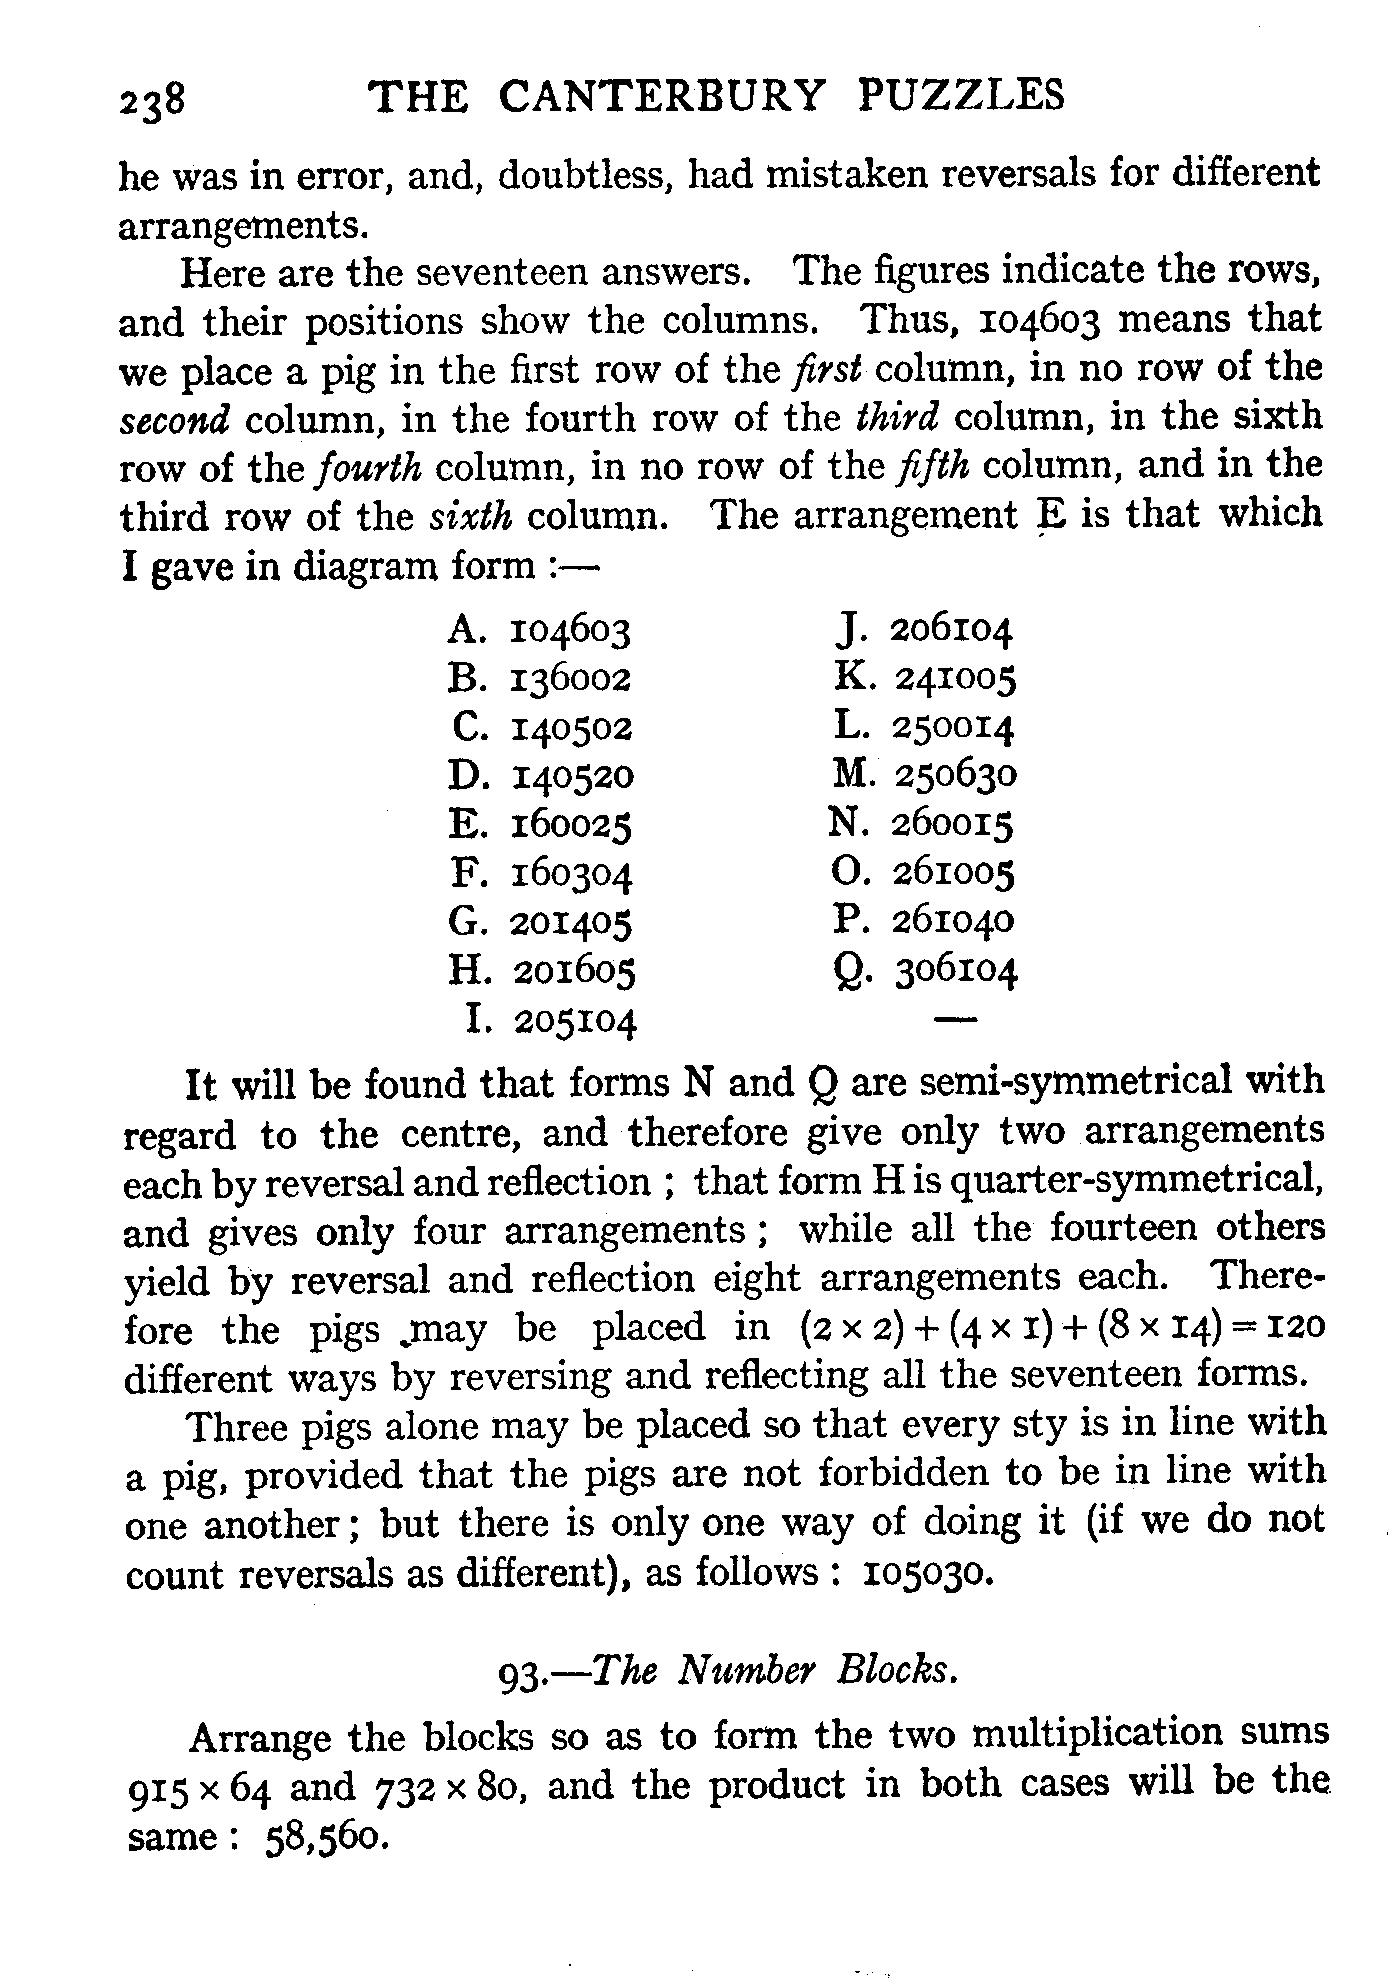 238 THE CANTERBURY PUZZLES
he was in error, and, doubtless, had mistaken reversals for different
arrangements.
Here are the seventeen answers. The figures indicate the rows,
and their positions show the columns. Thus, 104603 means that
we place a pig in the first row of the first column, in no row of the
second column, in the fourth row of the third column, in the sixth
row of the fourth column, in no row of the fifth column, and in the
third row of the sixth column. The arrangement E is that which
I gave in diagram form :—
A. 104603 J. 206104
B. 136002 K. 241005
C. 140502 L. 250014
D. 140520 M. 250630
E. 160025 N. 260015
F. 160304 O. 261005
G. 201405 P. 261040
H. 201605 Q. 306104
I. 205104 —
It will be found that forms N and Q are semi-symmetrical with
regard to the centre, and therefore give only two arrangements
each by reversal and reflection ; that form H is quarter-symmetrical,
and gives only four arrangements ; while all the fourteen others
yield by reversal and reflection eight arrangements each. There-
fore the pigs may be placed in (2 × 2) + (4 × 1) + (8 × 14) = 120
different ways by reversing and reflecting all the seventeen forms.
Three pigs alone may be placed so that every sty is in line with
a pig, provided that the pigs are not forbidden to be in line with
one another ; but there is only one way of doing it (if we do not
count reversals as different), as follows : 105030.
93.—The Number Blocks.
Arrange the blocks so as to form the two multiplication sums
915 × 64 and 732 × 80, and the product in both cases will be the
same : 58,560.